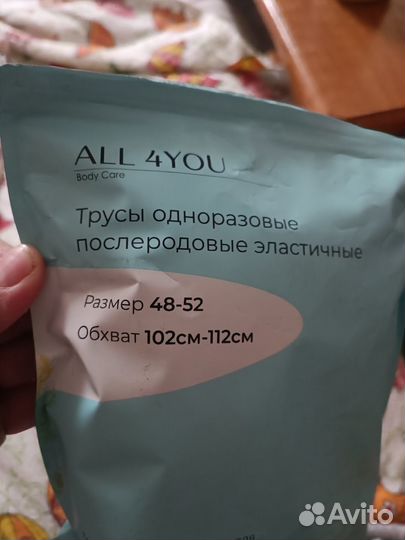 ALL 4YOU
Body Care
Трусы одноразовые
послеродовые эластичные
Размер 48-52
Обхват 102см-112см
Avito